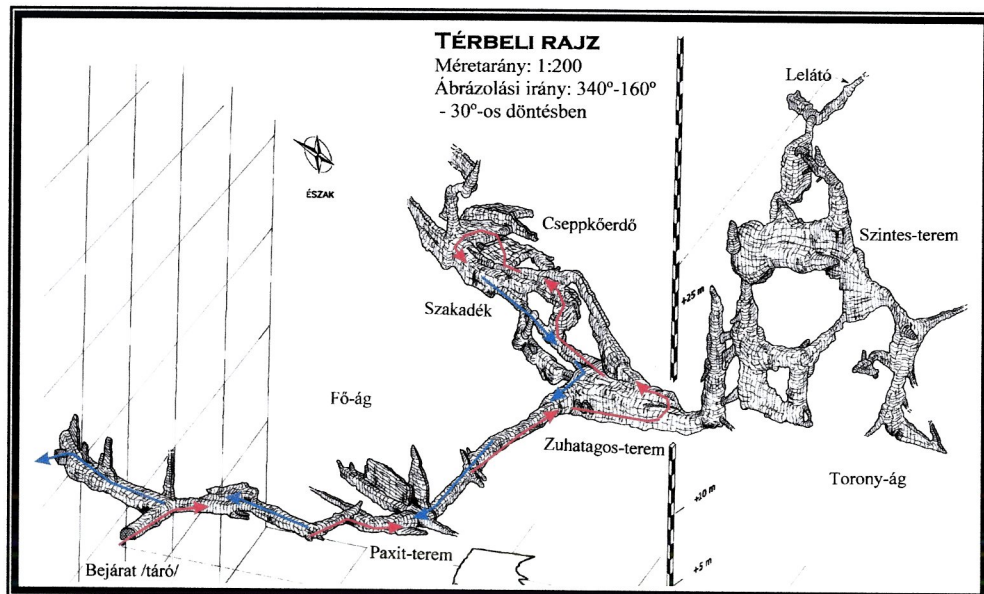 TÉRBELI RAJZ
Méretarány: 1:200
Ábrázolási irány: 340º-160º
- 30º-os döntésben
Lelátó
ÉSZAK
Cseppkőerdő
Szintes-terem
+25 m
Szakadék
Fő-ág
Zuhatagos-terem
Torony-ág
+10 m
Paxit-terem
Bejárat /táró/
+5 m